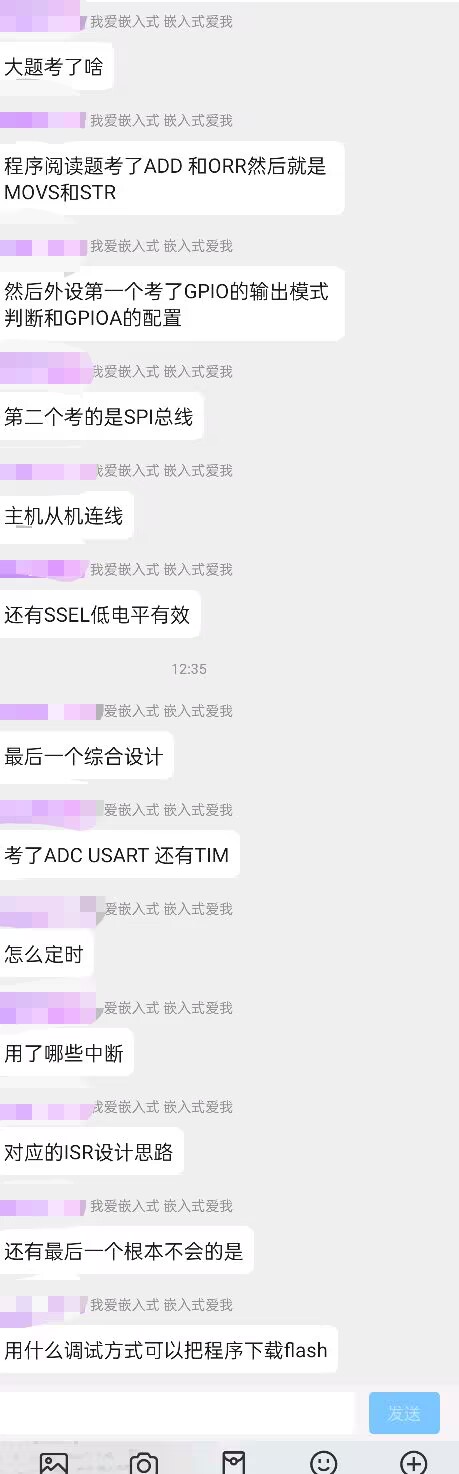 我爱嵌入式 嵌入式爱我
大题考了啥
我爱嵌入式 嵌入式爱我
程序阅读题考了ADD 和ORR然后就是
MOVS和STR
我爱嵌入式 嵌入式爱我
然后外设第一个考了GPIO的输出模式
判断和GPIOA的配置
我爱嵌入式 嵌入式爱我
第二个考的是SPI总线
我爱嵌入式 嵌入式爱我
主机从机连线
我爱嵌入式 嵌入式爱我
还有SSEL低电平有效
12:35
爱嵌入式 嵌入式爱我
最后一个综合设计
爱嵌入式 嵌入式爱我
考了ADC USART 还有TIM
爱嵌入式 嵌入式爱我
怎么定时
爱嵌入式 嵌入式爱我
用了哪些中断
我爱嵌入式 嵌入式爱我
对应的ISR设计思路
我爱嵌入式 嵌入式爱我
还有最后一个根本不会的是
我爱嵌入式 嵌入式爱我
用什么调试方式可以把程序下载flash
发送